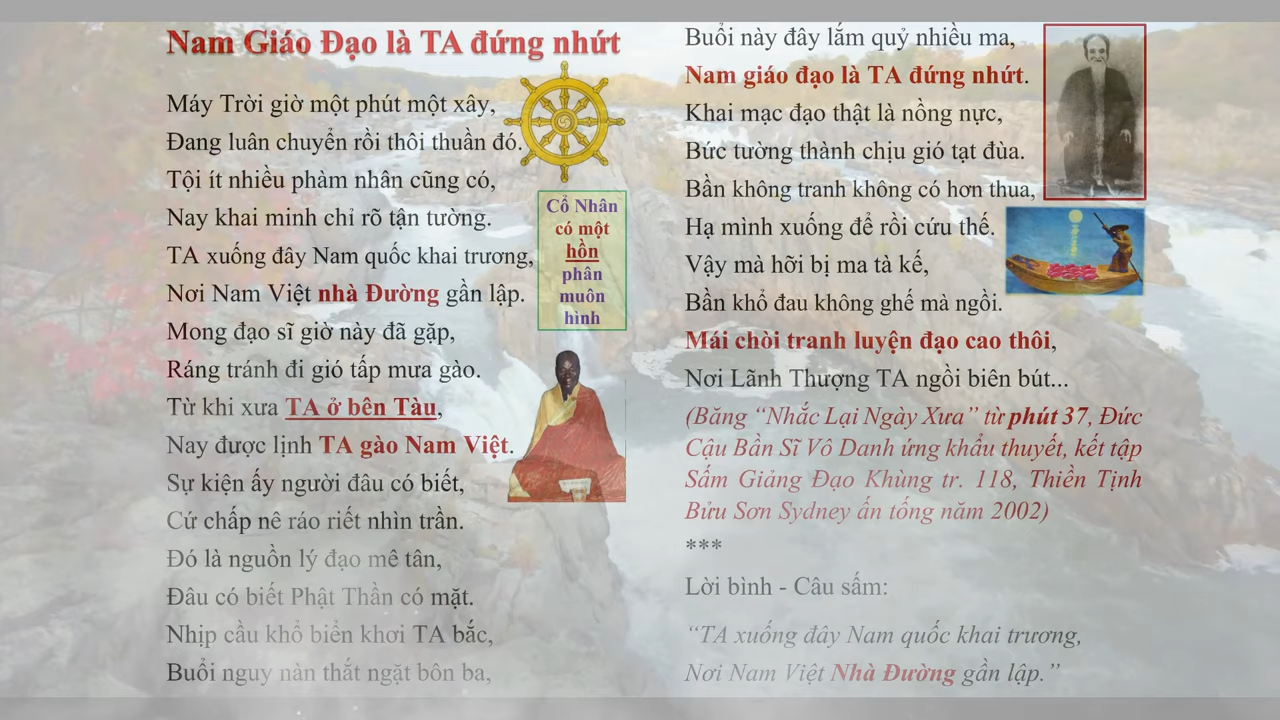 Nam Giáo Đạo là TA đứng nhứt
Máy Trời giờ một phút một xây,
Đang luân chuyển rồi thôi thuần đó.
Tội ít nhiều phàm nhân cũng có,
Nay khai minh chỉ rõ tận tường.
TA xuống đây Nam quốc khai trương,
Nơi Nam Việt nhà Đường gần lập.
Mong đạo sĩ giờ này đã gặp,
Ráng tránh đi gió tấp mưa gào.
Từ khi xưa TA ở bên Tàu,
Nay được lịnh TA gào Nam Việt.
Sự kiện ấy người đâu có biết,
Cứ chấp nê ráo riết nhìn trần.
Đó là nguồn lý đạo mê tân,
Đâu có biết Phật Thần có mặt.
Nhịp cầu khổ biển khơi TA bắc,
Buổi nguy nàn thắt ngặt bôn ba,
Cổ Nhân
có một
hồn
phân
muôn
hình
Buổi này đây lắm quỷ nhiều ma,
Nam giáo đạo là TA đứng nhứt.
Khai mạc đạo thật là nồng nực,
Bức tường thành chịu gió tạt đùa.
Bần không tranh không có hơn thua,
Hạ mình xuống để rồi cứu thế.
Vậy mà hỡi bị ma tà kế,
Bần khổ đau không ghế mà ngồi.
Mái chòi tranh luyện đạo cao thôi,
Nơi Lãnh Thượng TA ngồi biên bút...
(Băng “Nhắc Lại Ngày Xưa” từ phút 37, Đức
Cậu Bần Sĩ Vô Danh ứng khẩu thuyết, kết tập
Sấm Giảng Đạo Khùng tr. 118, Thiền Tịnh
Bửu Sơn Sydney ấn tống năm 2002)
***
Lời bình - Câu sấm:
“TA xuống đây Nam quốc khai trương,
Nơi Nam Việt Nhà Đường gần lập.”